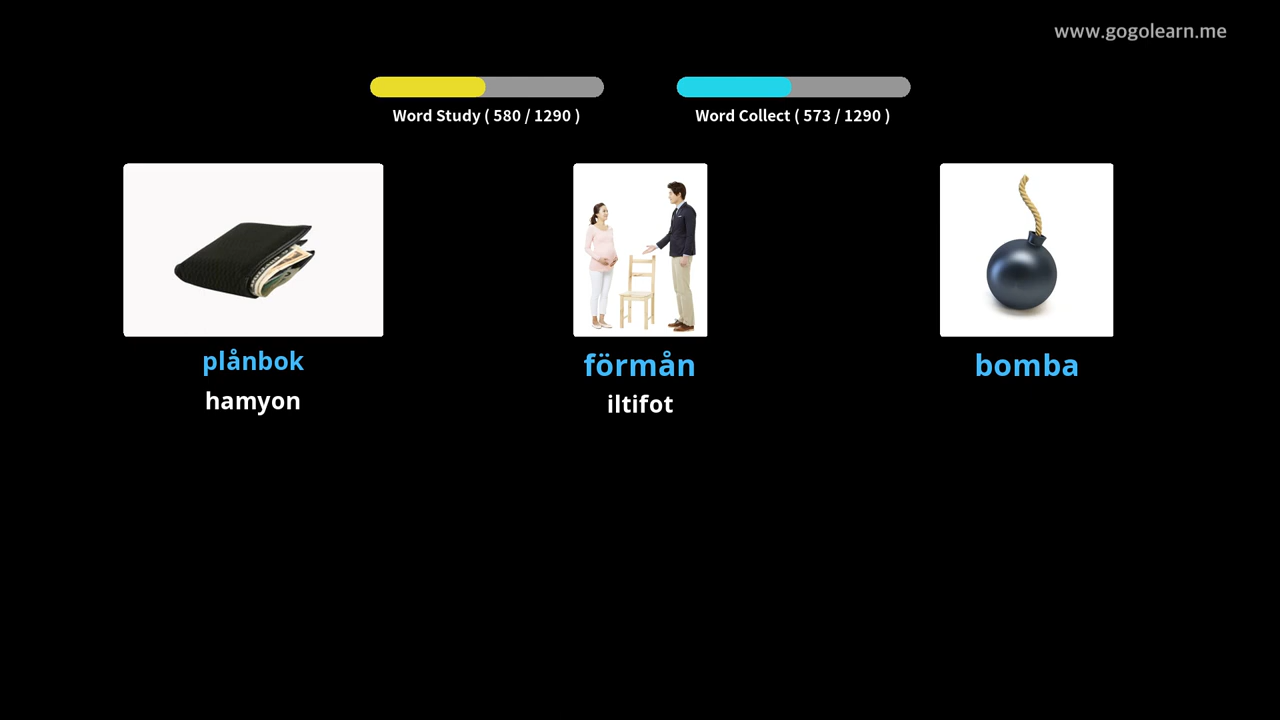 www.gogolearn.me
Word Study ( 580 / 1290 )
Word Collect ( 573 / 1290 )
plånbok
hamyon
förmån
iltifot
bomba